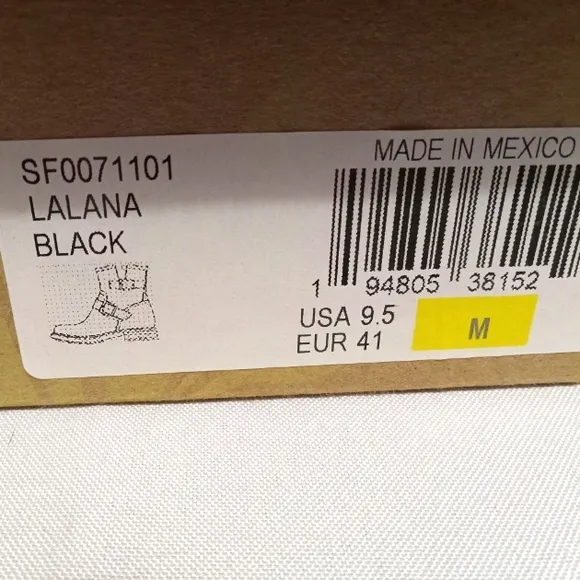 SF0071101
LALANA
BLACK
MADE IN MEXICO
1 94805 38152
USA 9.5
EUR 41
M